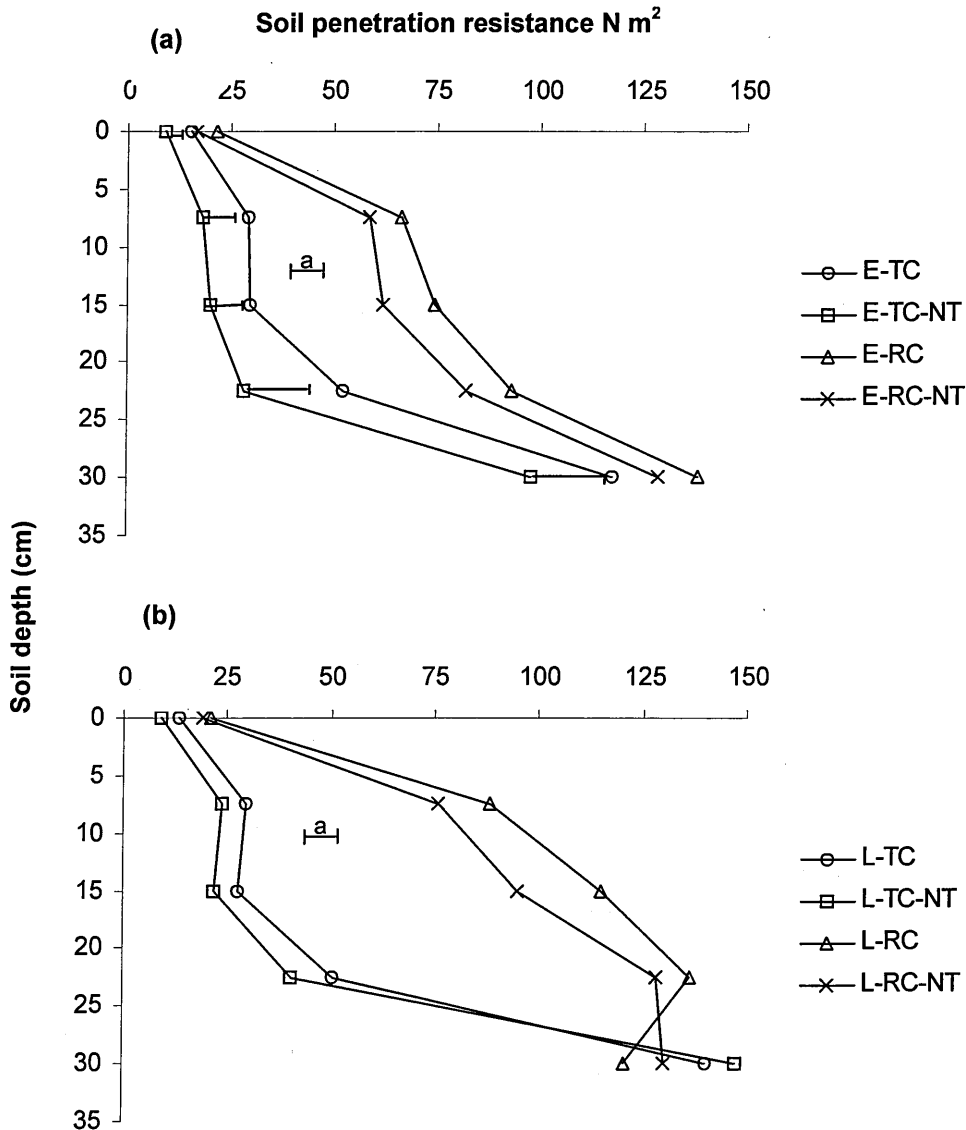 Soil penetration resistance N m²
(a)
0 25 50 75 100 125 150
0
5
10
15
20
25
30
35
a
E-TC
E-TC-NT
E-RC
E-RC-NT
Soil depth (cm)
(b)
0 25 50 75 100 125 150
0
5
10
15
20
25
30
35
a
L-TC
L-TC-NT
L-RC
L-RC-NT